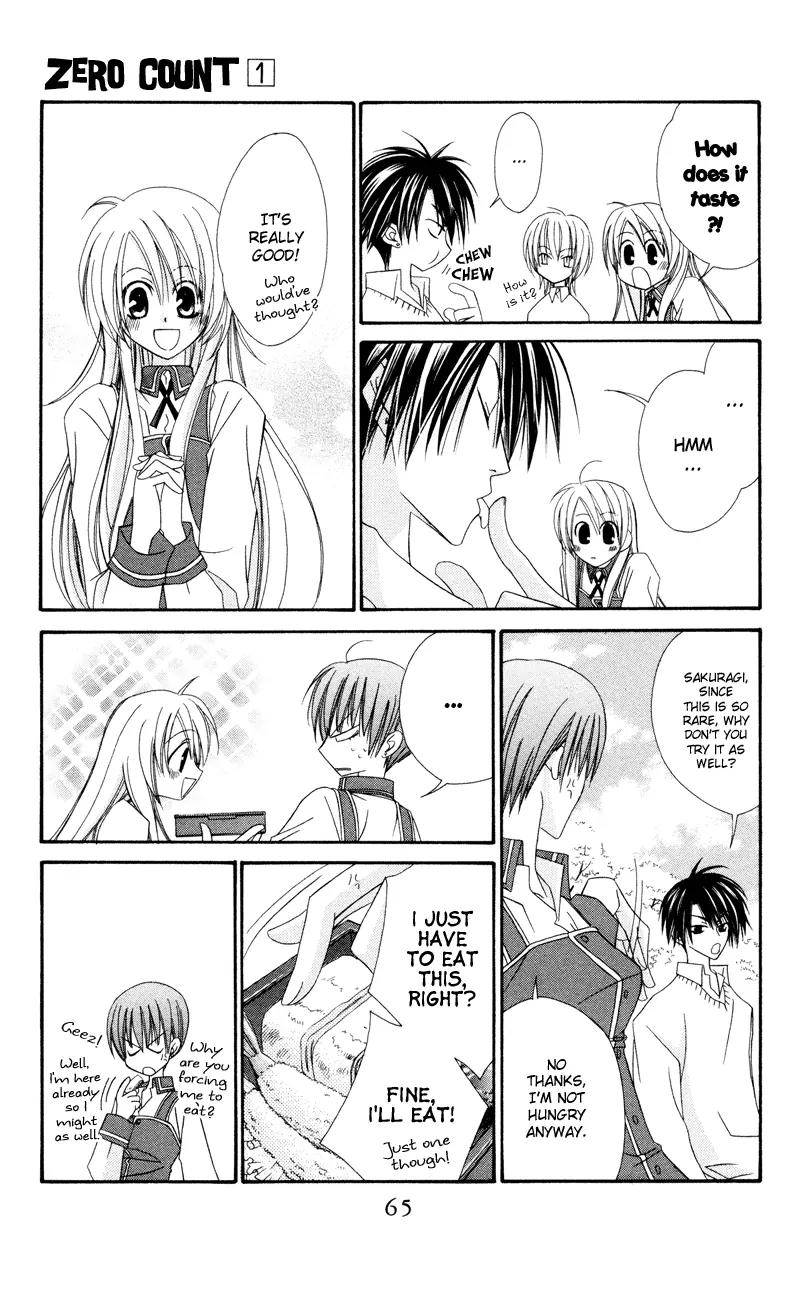 ZERO COUNT 1
How
does it
taste
?!
...
CHEW
CHEW
How
is it?
IT'S
REALLY
GOOD!
Who
would've
thought?
...
HMM
...
SAKURAGI,
SINCE
THIS IS SO
RARE, WHY
DON'T YOU
TRY IT AS
WELL?
NO
THANKS,
I'M NOT
HUNGRY
ANYWAY.
...
I JUST
HAVE
TO EAT
THIS,
RIGHT?
FINE,
I'LL EAT!
Just one
though!
Why
are you
forcing
me to
eat?
Geez!
Well,
I'm here
already
so I
might
as well.
65